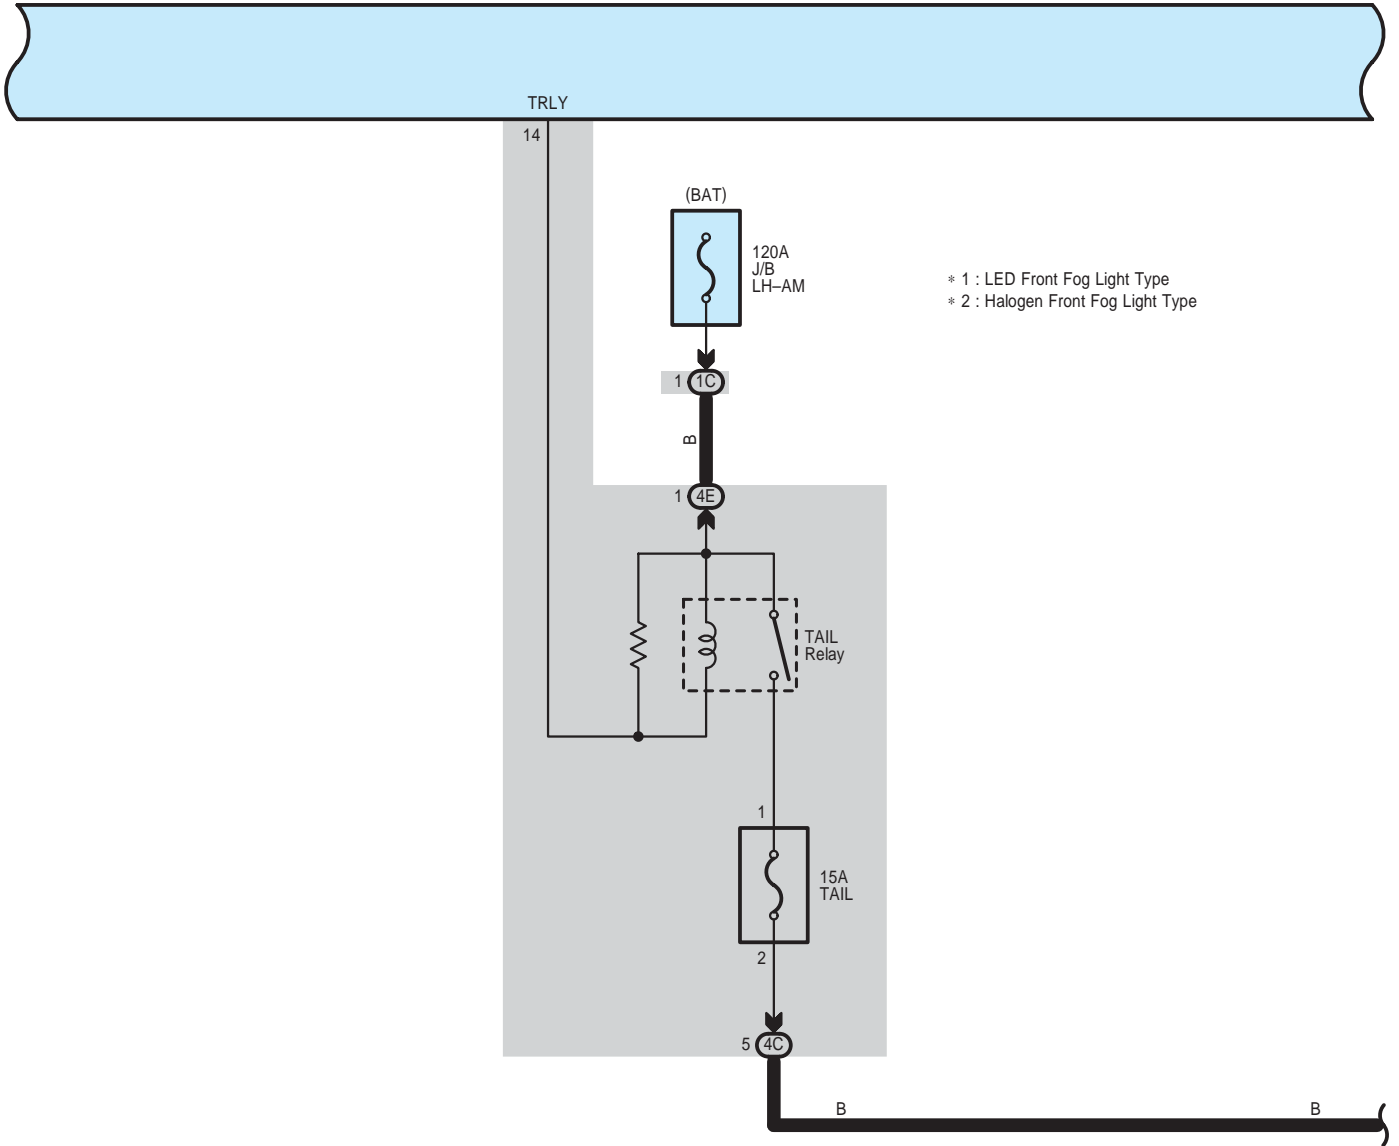 TRLY
14
(BAT)
120A
J/B
LH–AM
∗ 1 : LED Front Fog Light Type
∗ 2 : Halogen Front Fog Light Type
1 1C
B
1 4E
TAIL
Relay
1
15A
TAIL
2
5 4C
B B